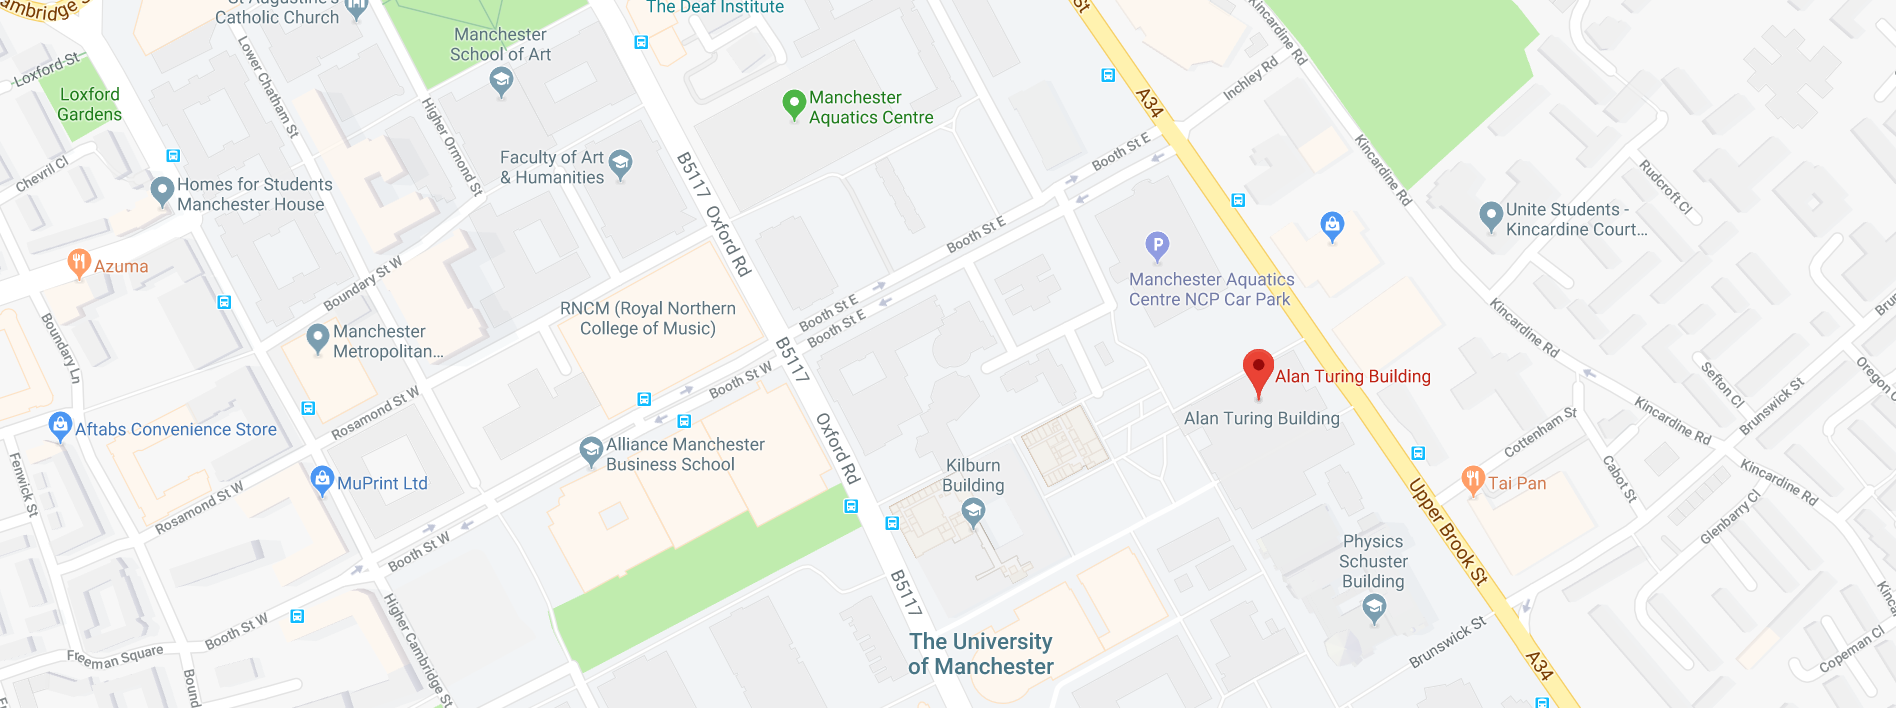 Cambridge S
St Augustine's
Catholic Church
The Deaf Institute
St
Manchester
School of Art
Loxford St
Loxford
Gardens
Lower Chatham St
Higher Ormond St
Manchester
Aquatics Centre
A34
Inchley Rd
Kincardine Rd
Kincardine Rd
Chevril Cl
Homes for Students
Manchester House
Faculty of Art
& Humanities
B5117
Oxford Rd
Booth St E
Booth St E
Rudcroft Cl
Unite Students -
Kincardine Court...
Azuma
Boundary St W
P
Manchester Aquatics
Centre NCP Car Park
RNCM (Royal Northern
College of Music)
Booth St E
Booth St E
Boundary Ln
Manchester
Metropolitan...
B5117
Booth St W
Kincardine Rd
Brun
Oregon C
Alan Turing Building
Alan Turing Building
Sefton Cl
Brunswick St
Kincardine Rd
Rosamond St W
Aftabs Convenience Store
Oxford Rd
Alliance Manchester
Business School
Cottenham St
Cabot St
Kincardine Rd
Fenwick St
MuPrint Ltd
Kilburn
Building
Tai Pan
Upper Brook St
Glenbarry Cl
Rosamond St W
Booth St W
Physics
Schuster
Building
B5117
Higher Cambridge St
Booth St W
Freeman Square
Bound
The University
of Manchester
Brunswick St
A34
Kinca
Copeman Cl